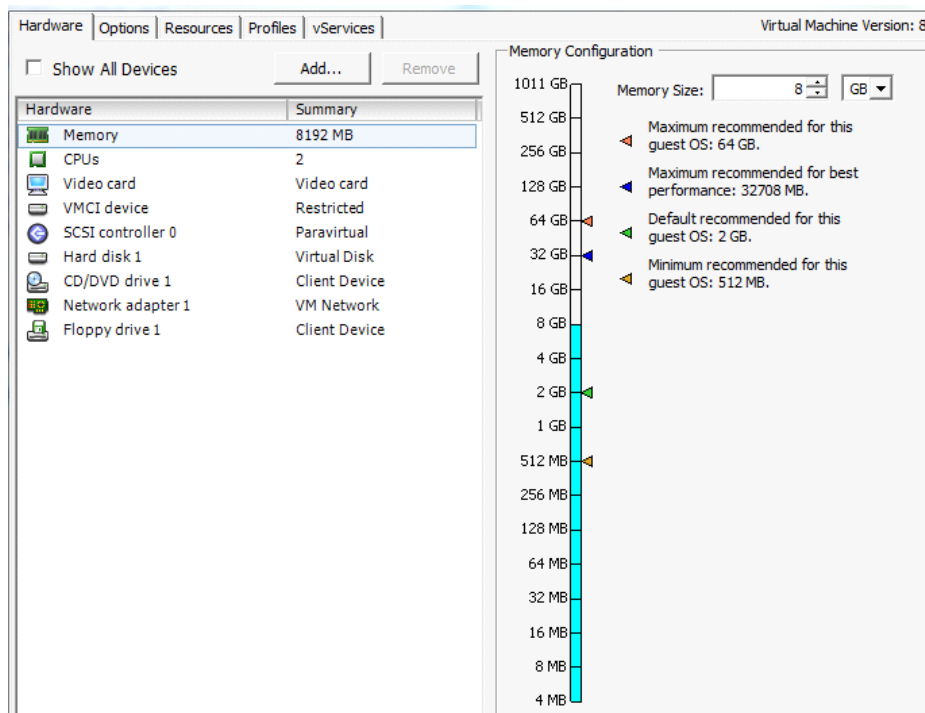 Hardware Options Resources Profiles vServices Virtual Machine Version: 8
Show All Devices Add... Remove
Hardware Summary
Memory 8192 MB
CPUs 2
Video card Video card
VMCI device Restricted
SCSI controller 0 Paravirtual
Hard disk 1 Virtual Disk
CD/DVD drive 1 Client Device
Network adapter 1 VM Network
Floppy drive 1 Client Device
Memory Configuration
Memory Size: 8 GB
1011 GB
512 GB
256 GB
128 GB
64 GB
32 GB
16 GB
8 GB
4 GB
2 GB
1 GB
512 MB
256 MB
128 MB
64 MB
32 MB
16 MB
8 MB
4 MB
Maximum recommended for this
guest OS: 64 GB.
Maximum recommended for best
performance: 32708 MB.
Default recommended for this
guest OS: 2 GB.
Minimum recommended for this
guest OS: 512 MB.